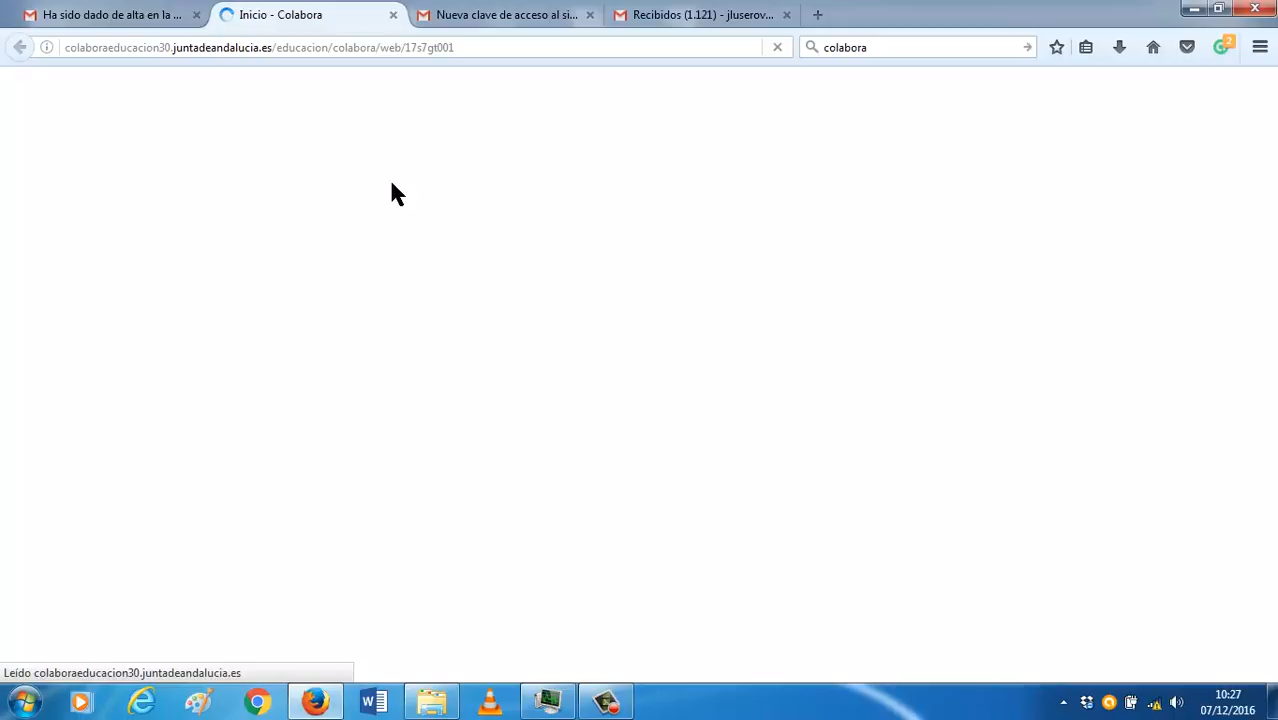 Ha sido dado de alta en la ...
Inicio - Colabora
Nueva clave de acceso al si...
Recibidos (1.121) - jluserov...
colaboraeducacion30.juntadeandalucia.es/educacion/colabora/web/17s7gt001
colabora
2
Leído colaboraeducacion30.juntadeandalucia.es
10:27
07/12/2016